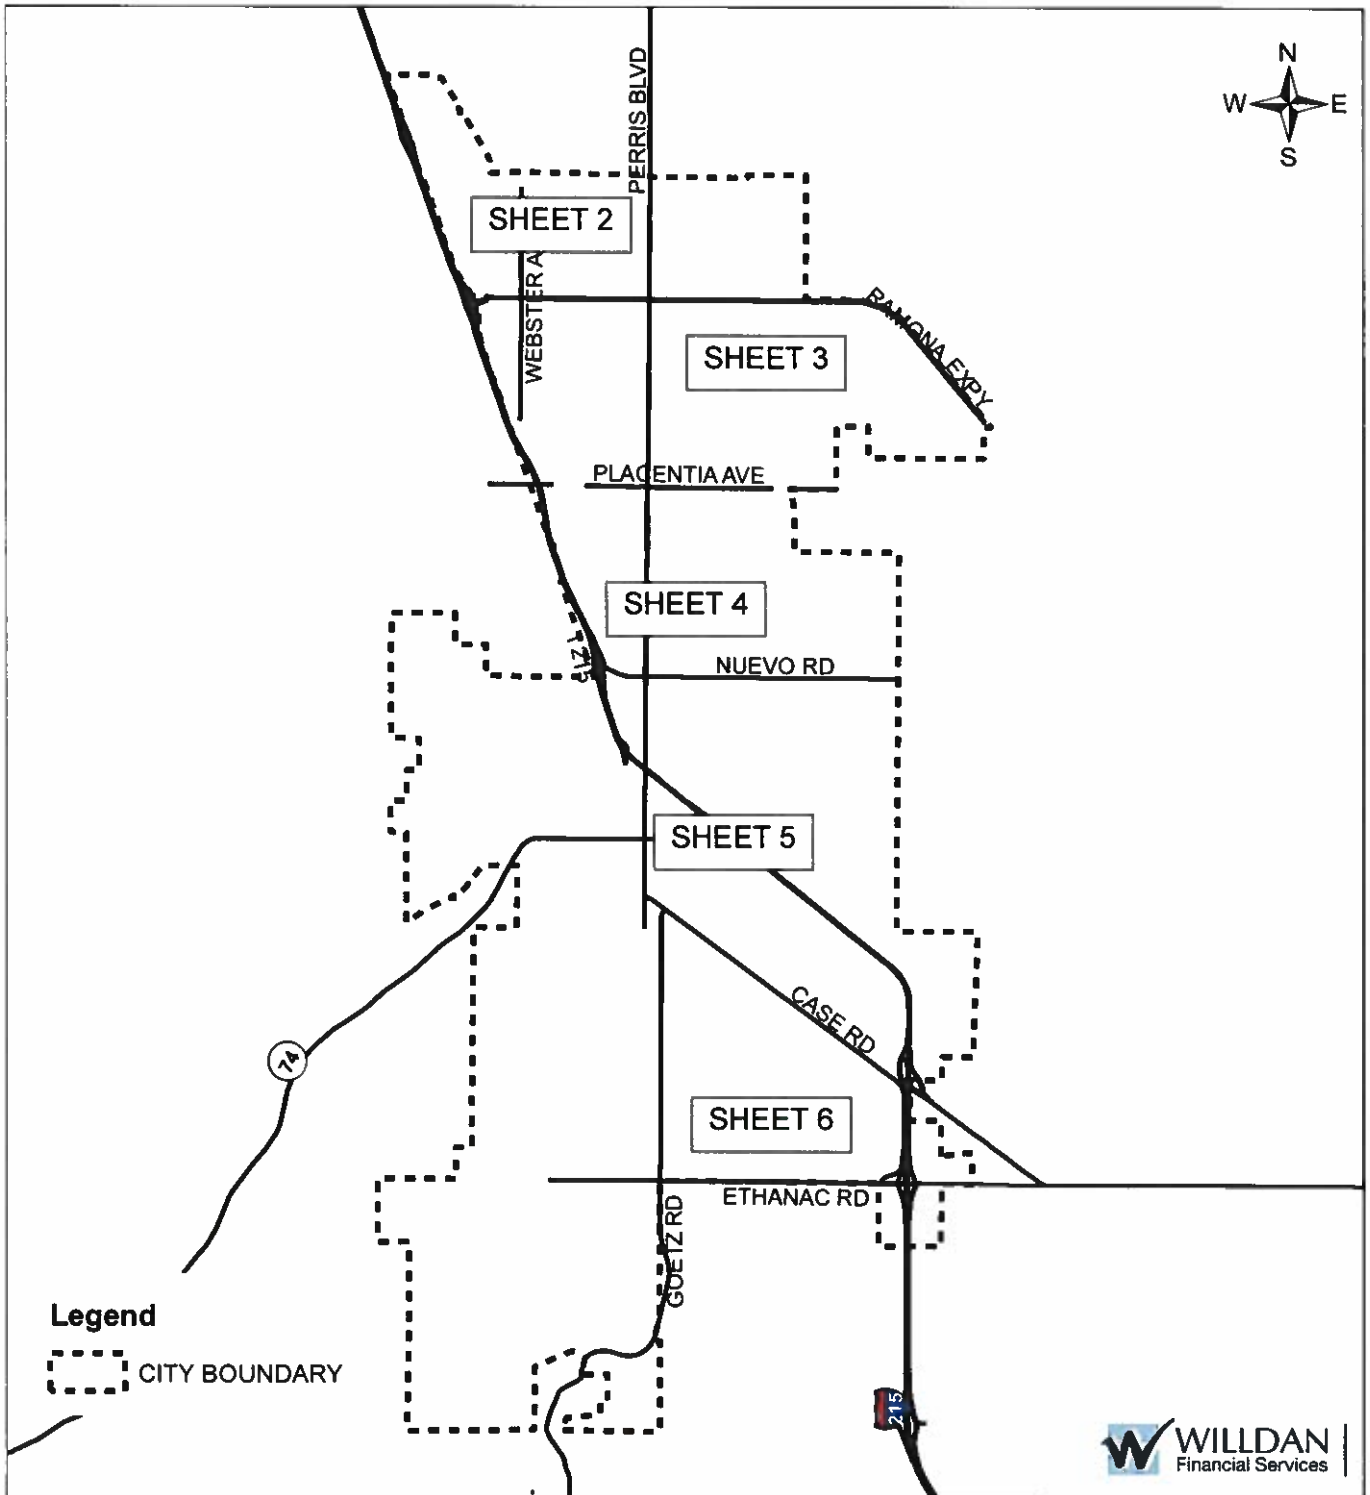 N
W E
S
PERRIS BLVD
SHEET 2
WEBSTER A
RAMONA EXPY
SHEET 3
PLACENTIA AVE
SHEET 4
I 215
NUEVO RD
SHEET 5
CASE RD
74
SHEET 6
ETHANAC RD
GOETZ RD
Legend
CITY BOUNDARY
215
WILLDAN
Financial Services